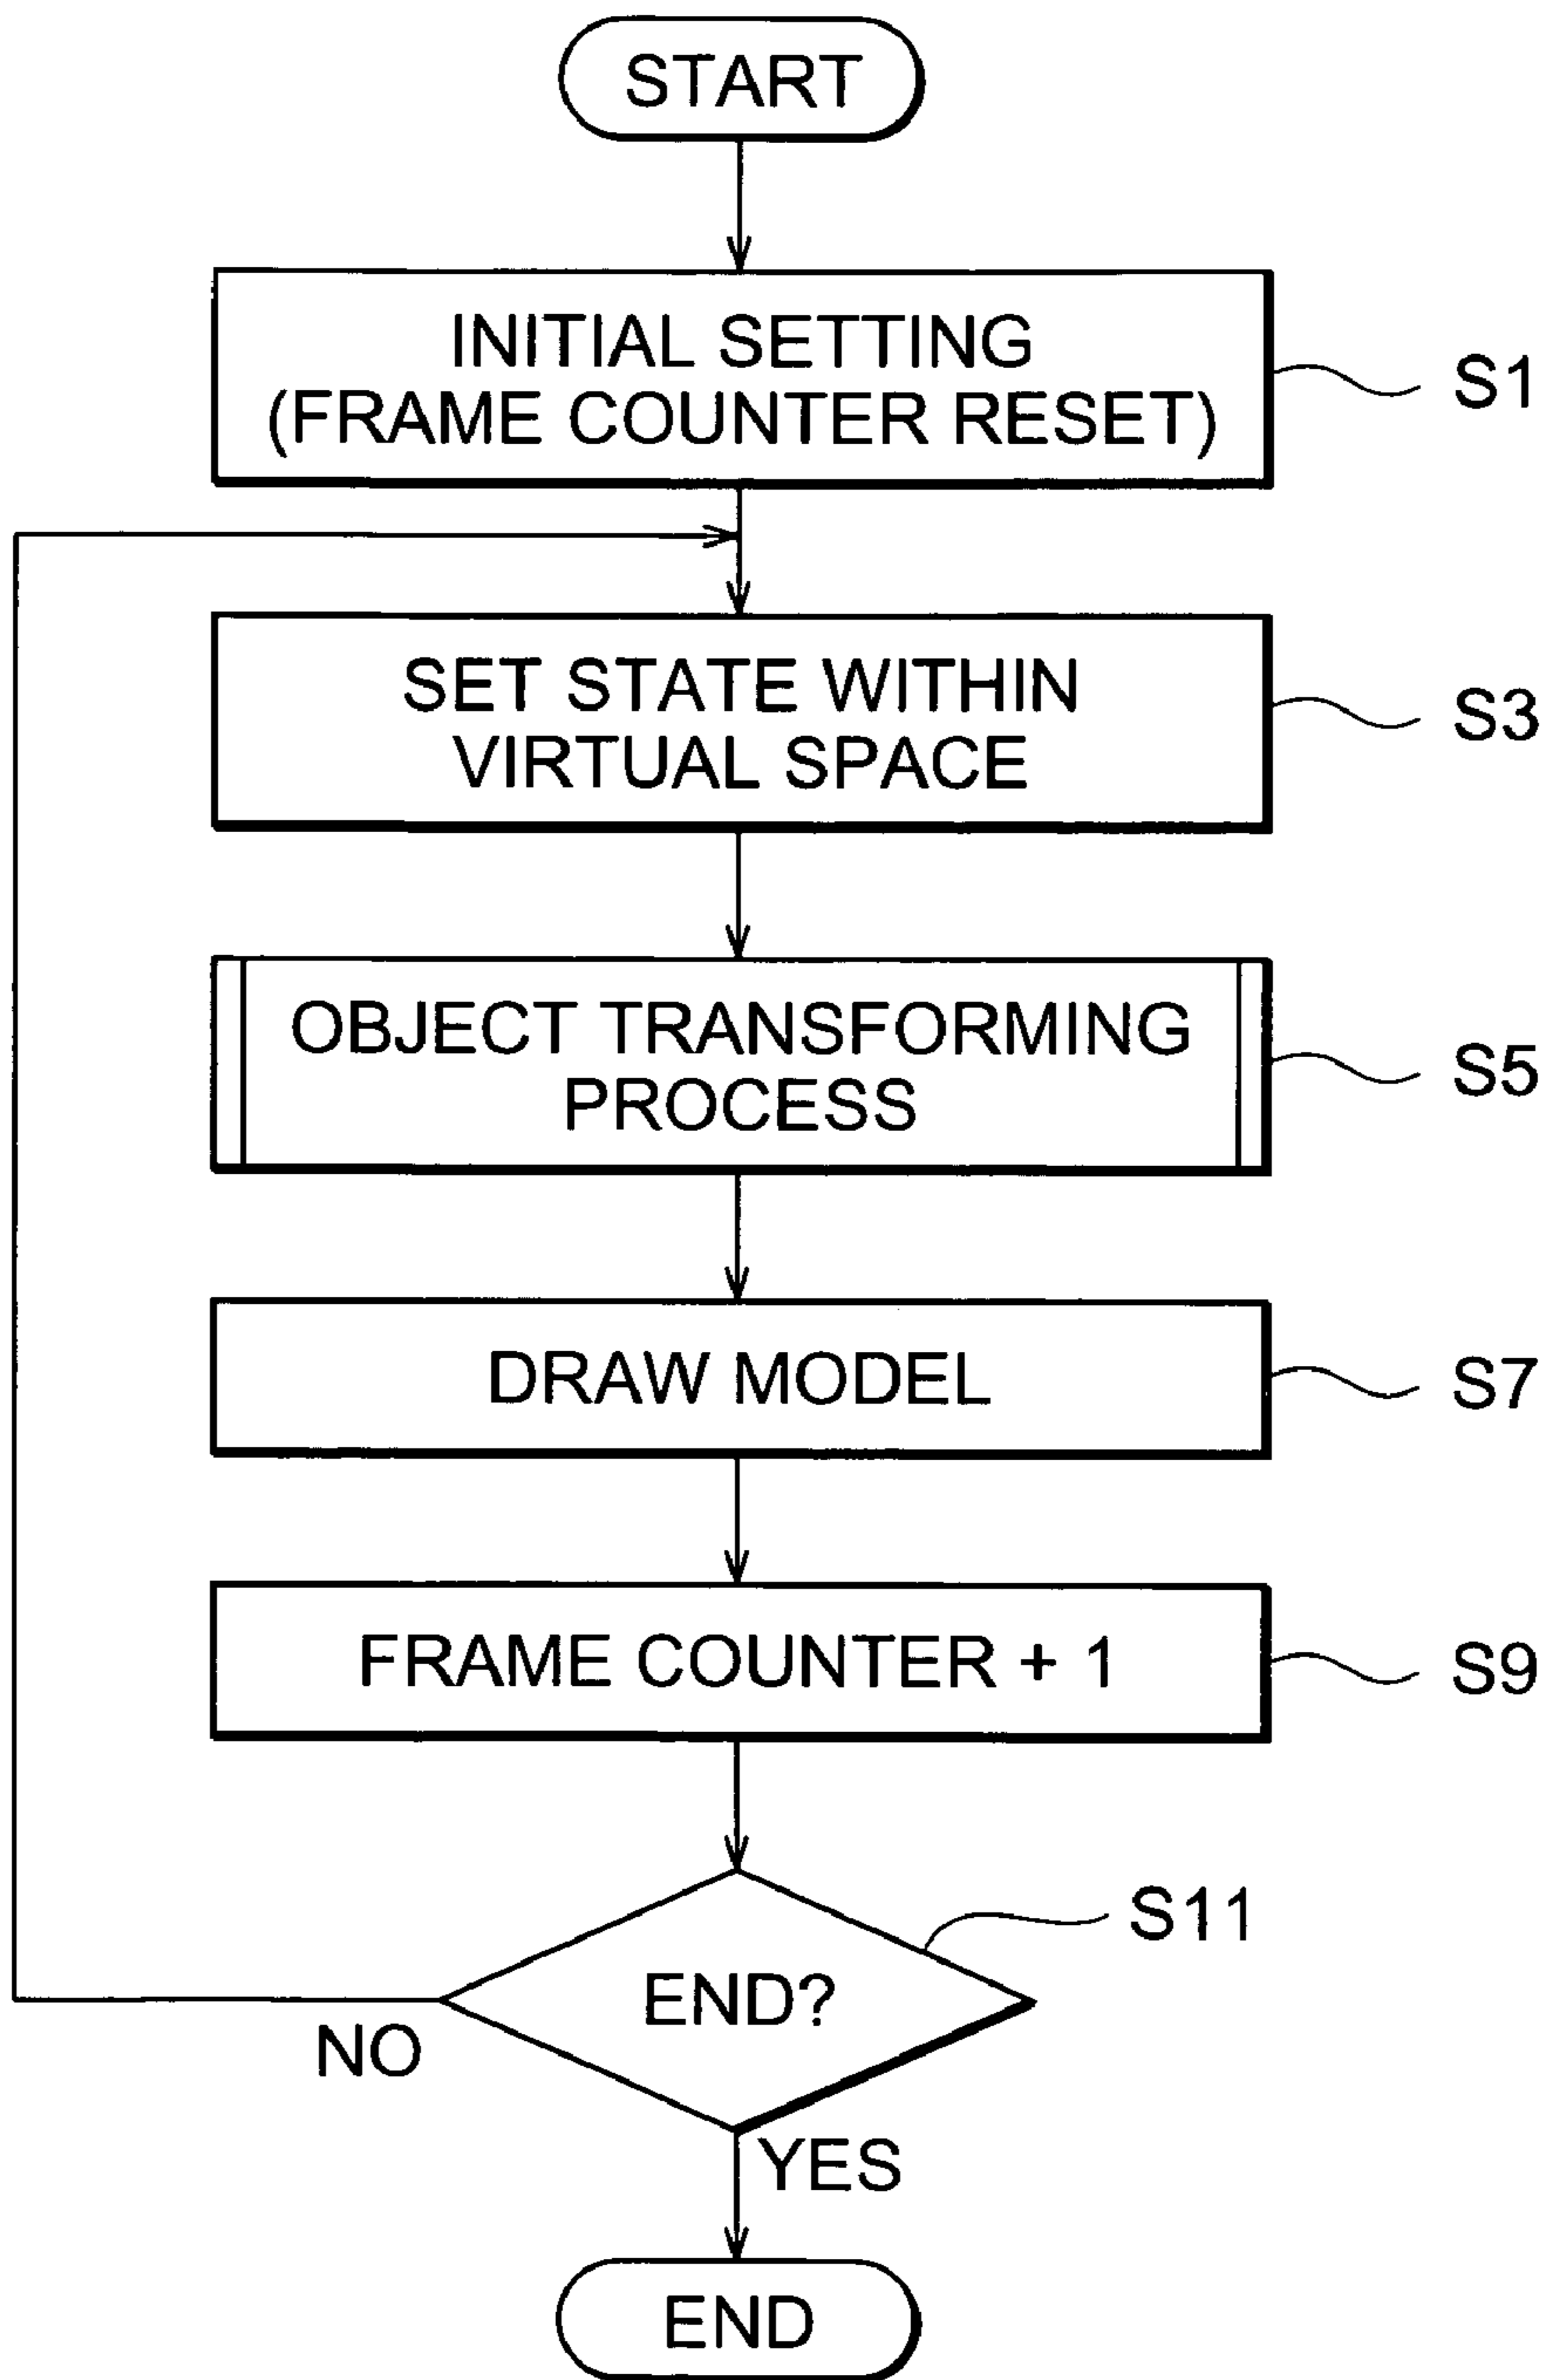 START
INITIAL SETTING
(FRAME COUNTER RESET)
S1
SET STATE WITHIN
VIRTUAL SPACE
S3
OBJECT TRANSFORMING
PROCESS
S5
DRAW MODEL
S7
FRAME COUNTER + 1
S9
S11
END?
NO
YES
END